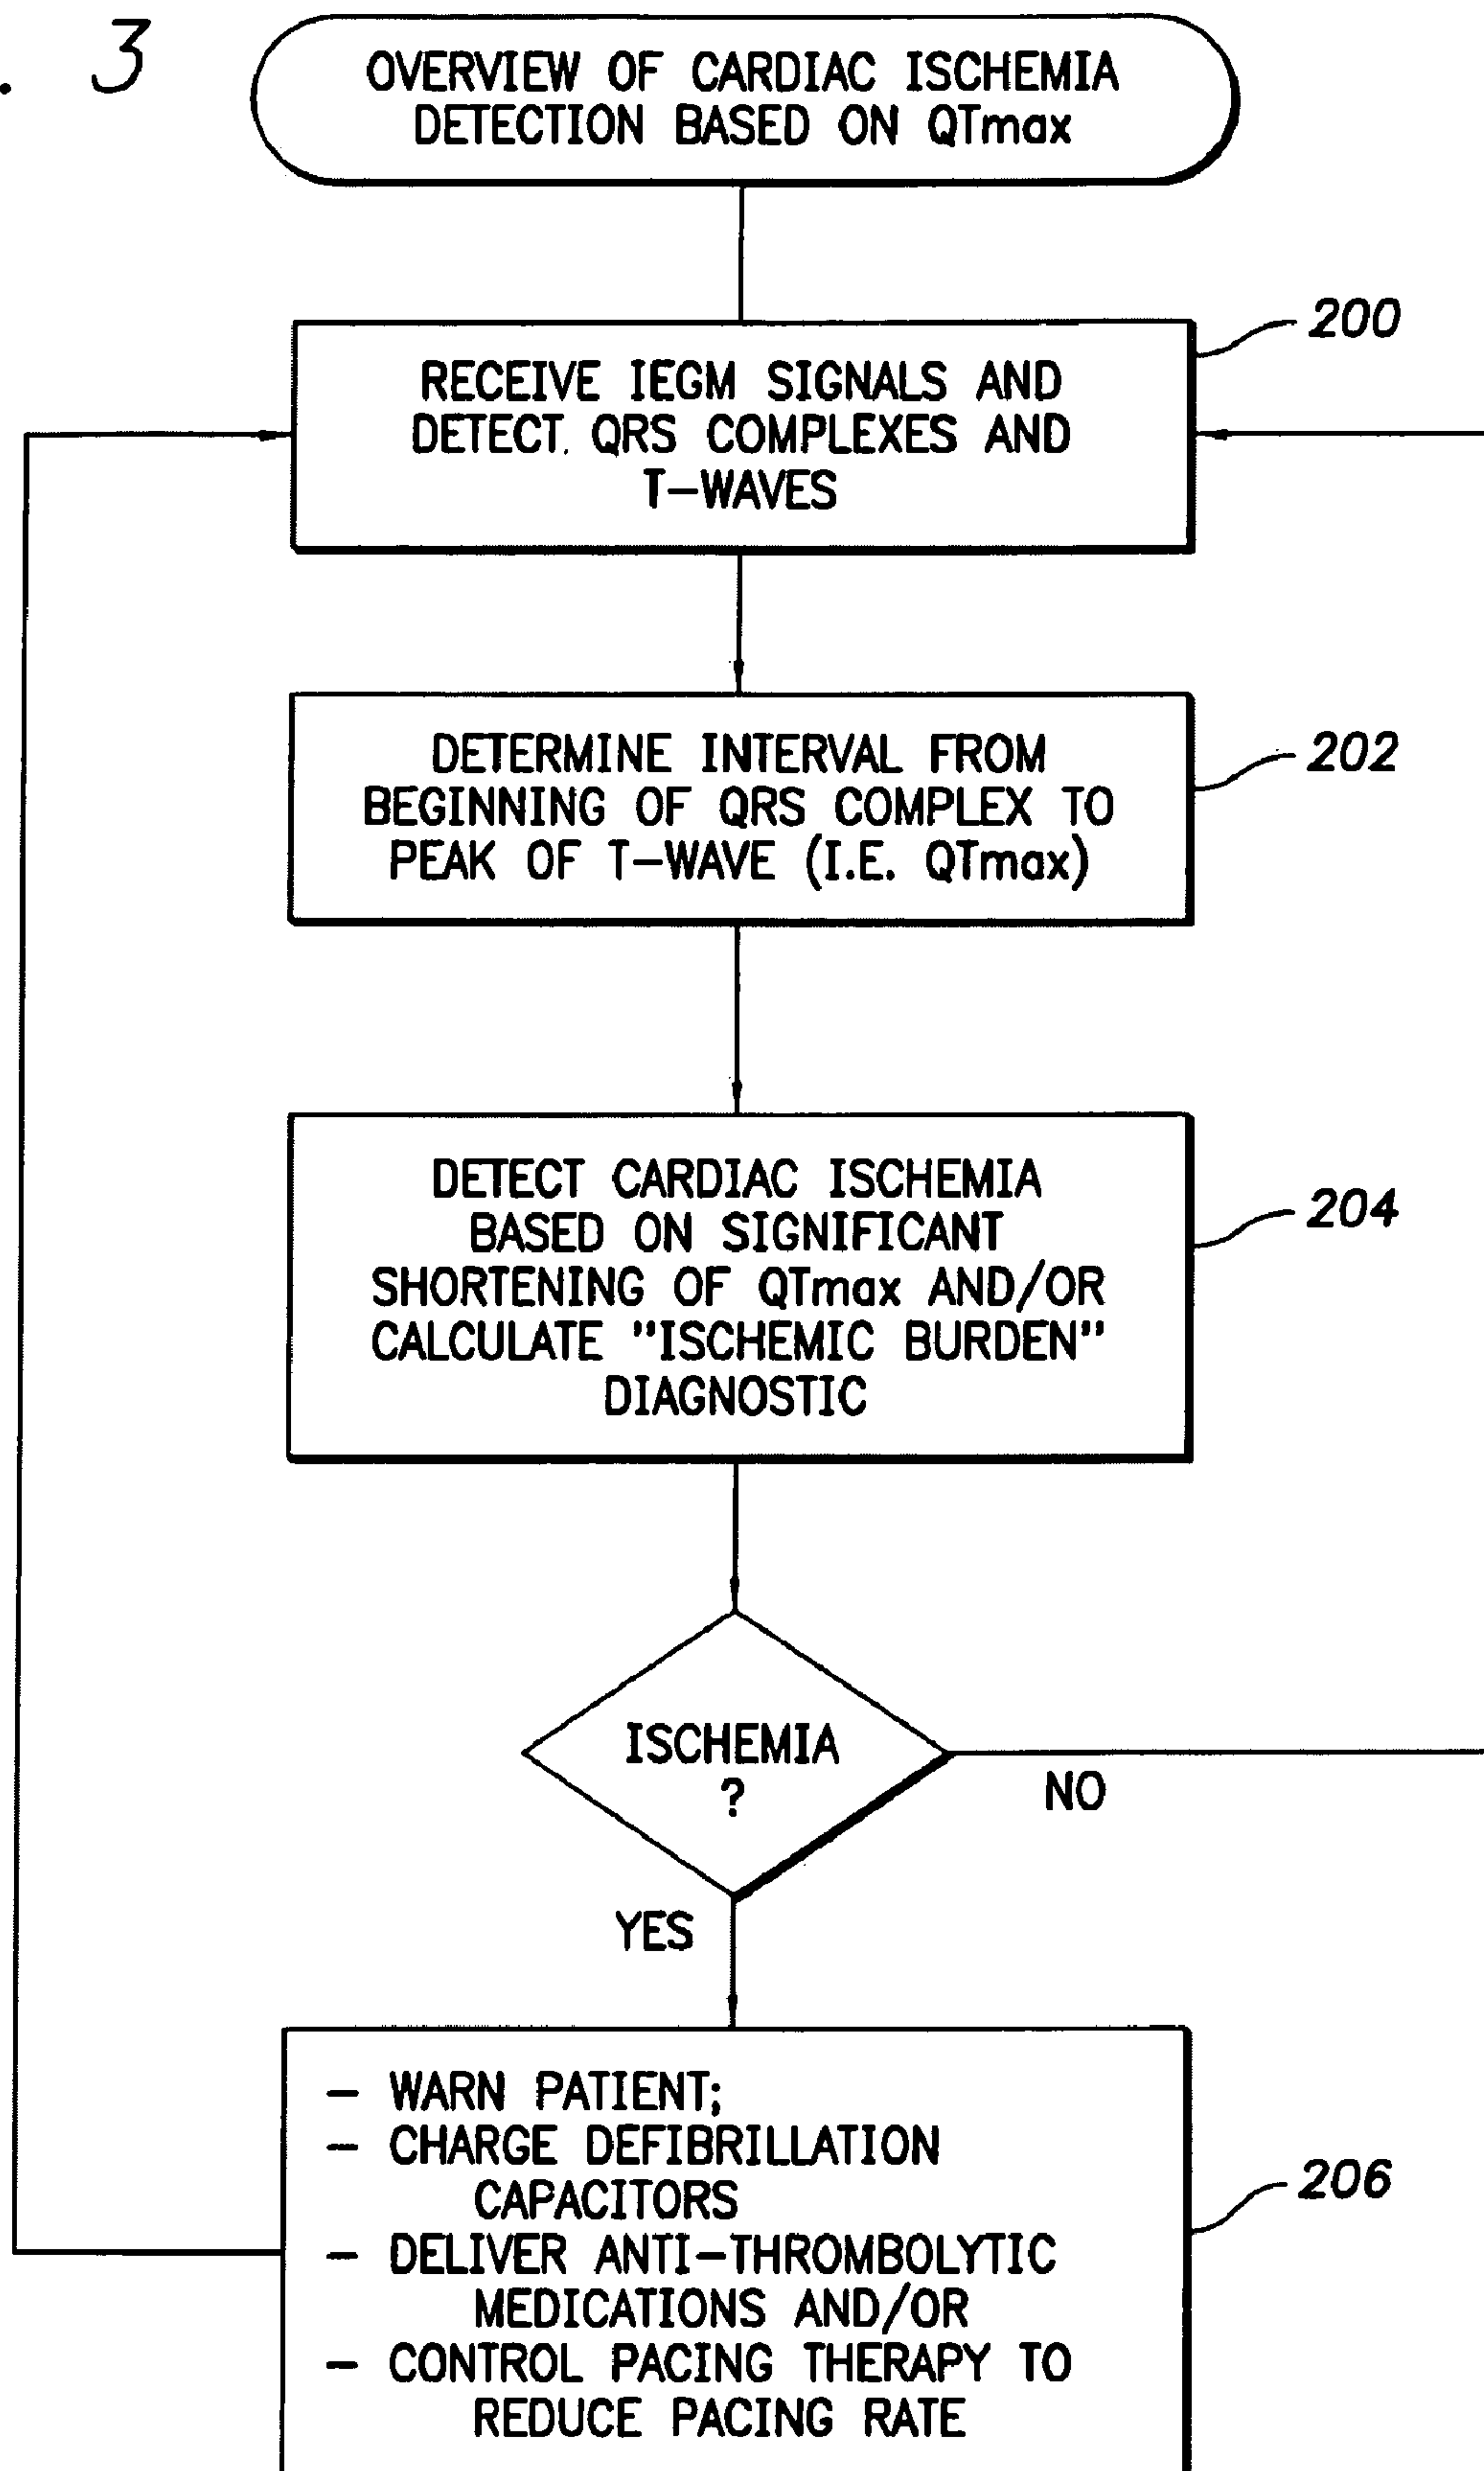 . 3
OVERVIEW OF CARDIAC ISCHEMIA
DETECTION BASED ON QTmax
200
RECEIVE IEGM SIGNALS AND
DETECT. QRS COMPLEXES AND
T-WAVES
202
DETERMINE INTERVAL FROM
BEGINNING OF QRS COMPLEX TO
PEAK OF T-WAVE (I.E. QTmax)
204
DETECT CARDIAC ISCHEMIA
BASED ON SIGNIFICANT
SHORTENING OF QTmax AND/OR
CALCULATE "ISCHEMIC BURDEN"
DIAGNOSTIC
ISCHEMIA
?
NO
YES
206
- WARN PATIENT;
- CHARGE DEFIBRILLATION
CAPACITORS
- DELIVER ANTI-THROMBOLYTIC
MEDICATIONS AND/OR
- CONTROL PACING THERAPY TO
REDUCE PACING RATE